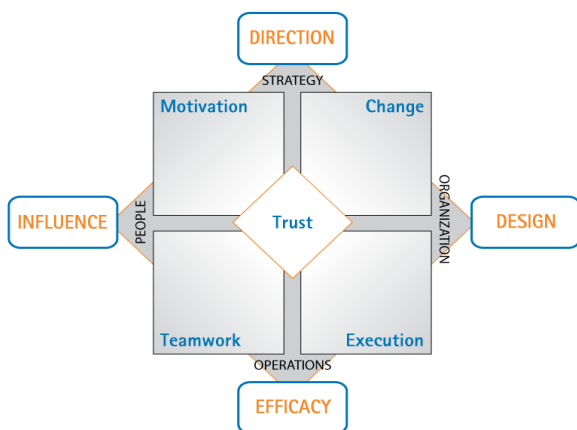 DIRECTION
STRATEGY
Motivation
Change
INFLUENCE
PEOPLE
Trust
ORGANIZATION
DESIGN
Teamwork
Execution
OPERATIONS
EFFICACY